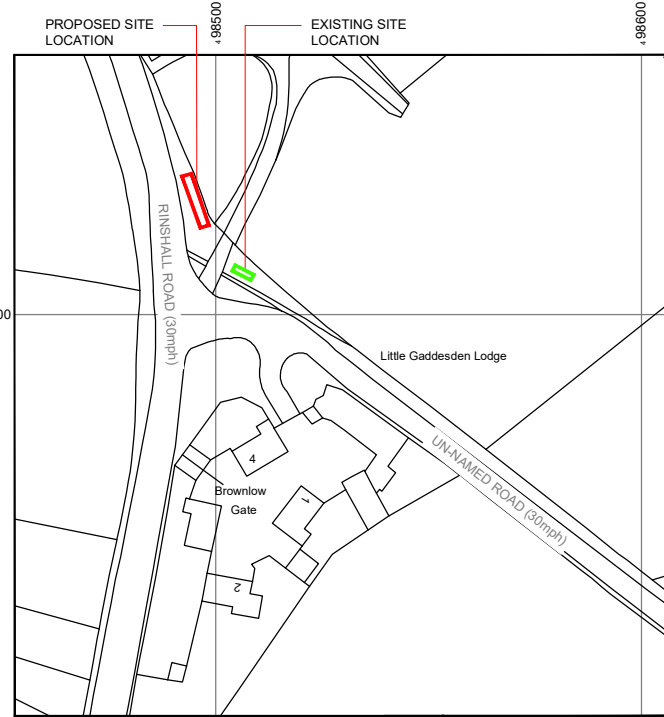 PROPOSED SITE
LOCATION
498500
EXISTING SITE
LOCATION
498600
RINSHALL ROAD (30mph)
00
Little Gaddesden Lodge
UN-NAMED ROAD (30mph)
4
Brownlow
Gate
1
2